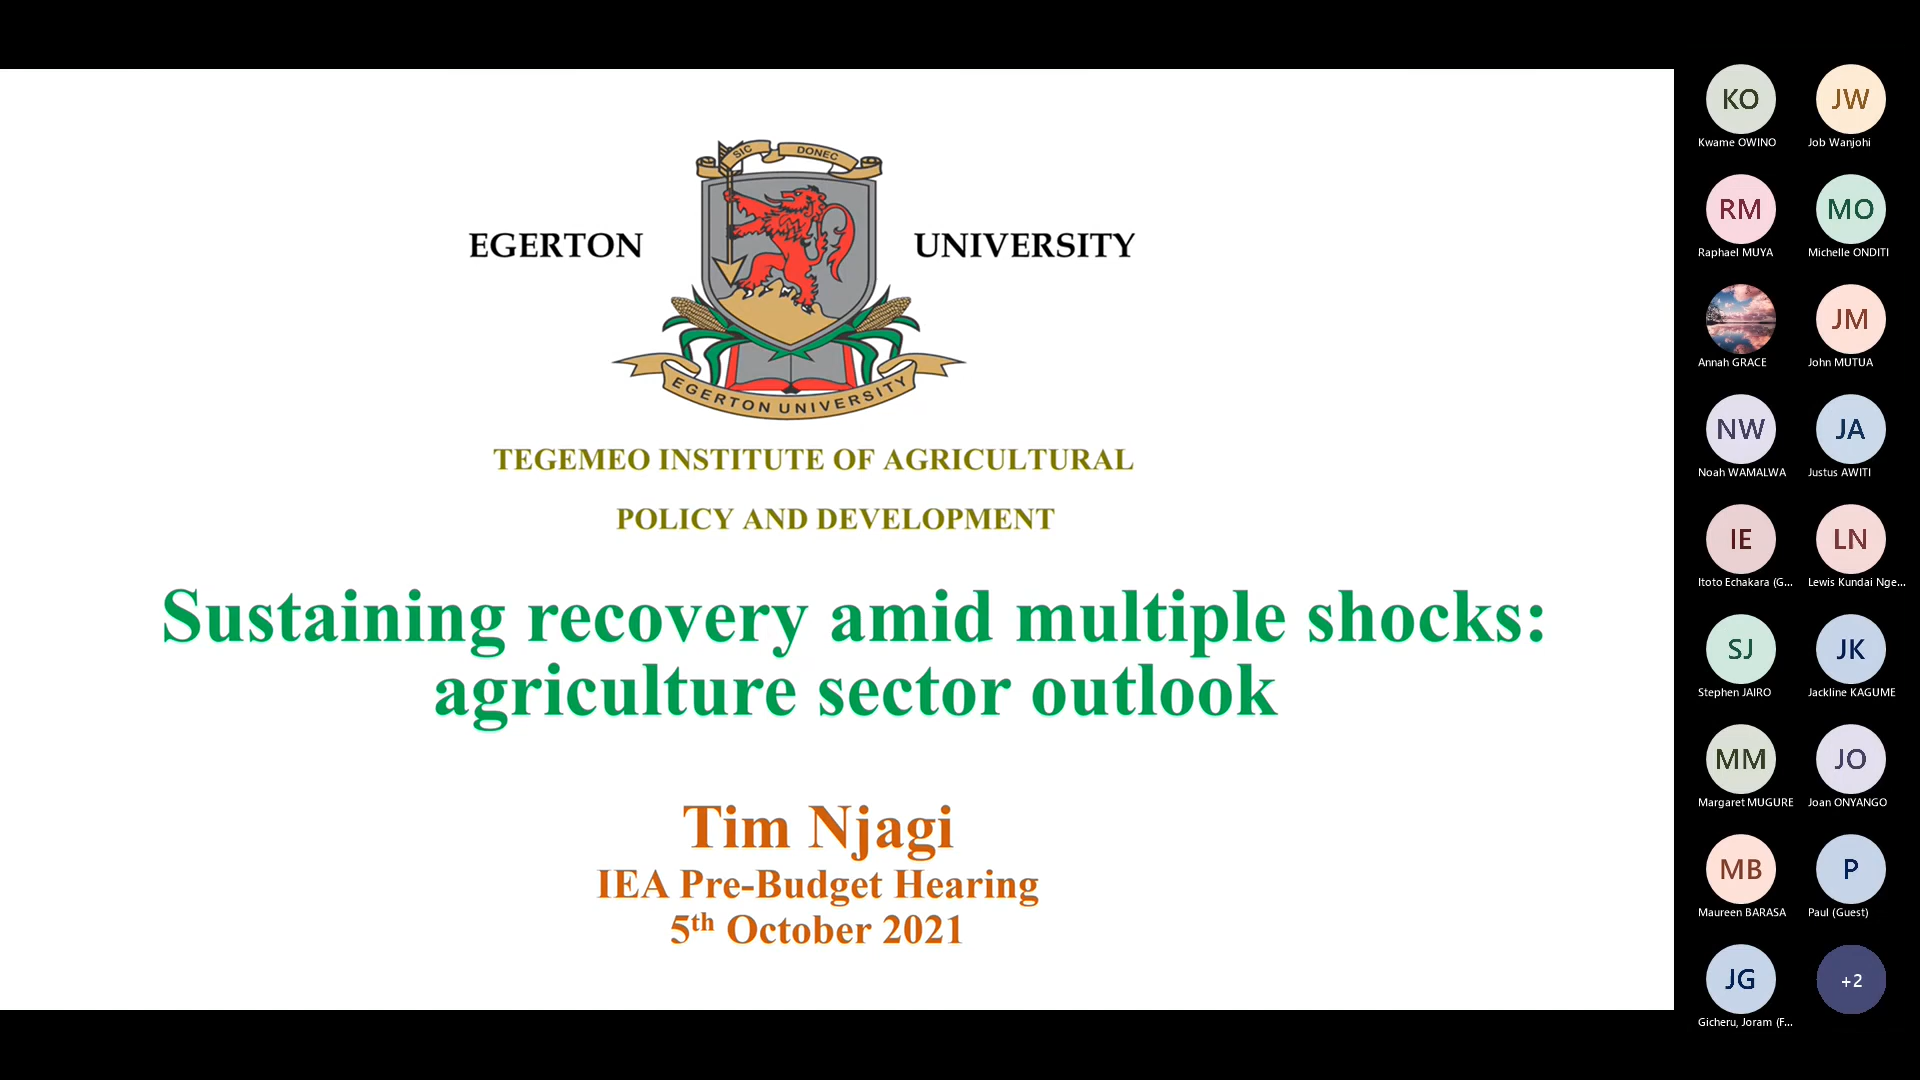 SIC DONEC
EGERTON UNIVERSITY
EGERTON UNIVERSITY
TEGEMEO INSTITUTE OF AGRICULTURAL
POLICY AND DEVELOPMENT
Sustaining recovery amid multiple shocks:
agriculture sector outlook
Tim Njagi
IEA Pre-Budget Hearing
5th October 2021
KO JW
Kwame OWINO Job Wanjohi
RM MO
Raphael MUYA Michelle ONDITI
JM
Annah GRACE John MUTUA
NW JA
Noah WAMALWA Justus AWITI
IE LN
Itoto Echakara (G... Lewis Kundai Nge...
SJ JK
Stephen JAIRO Jackline KAGUME
MM JO
Margaret MUGURE Joan ONYANGO
MB P
Maureen BARASA Paul (Guest)
JG +2
Gicheru, Joram (F...